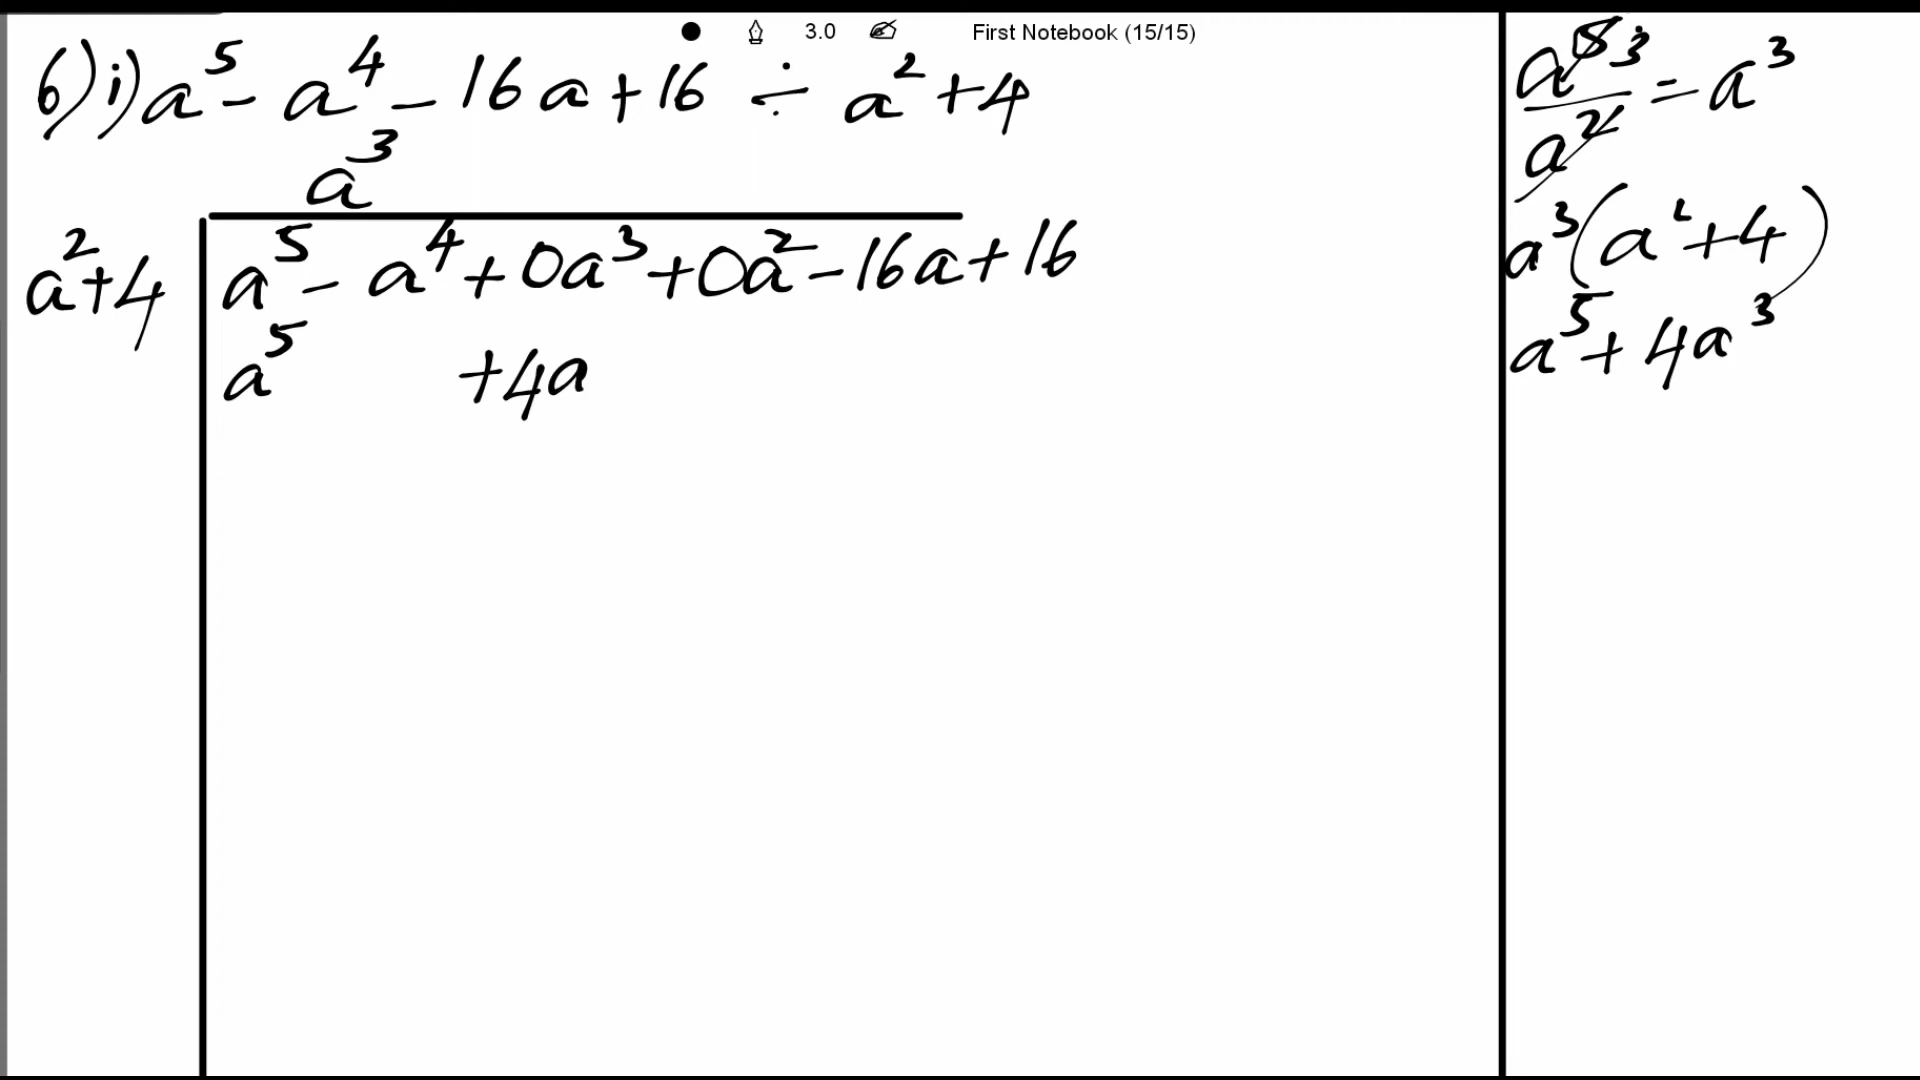 3.0 First Notebook (15/15)
6) i) a⁵ - a⁴ - 16a + 16 ÷ a² + 4
a³
a² + 4 a⁵ - a⁴ + 0a³ + 0a² - 16a + 16
a⁵ + 4a
a⁵ ³ = a³
a²
a³(a² + 4)
a⁵ + 4a³